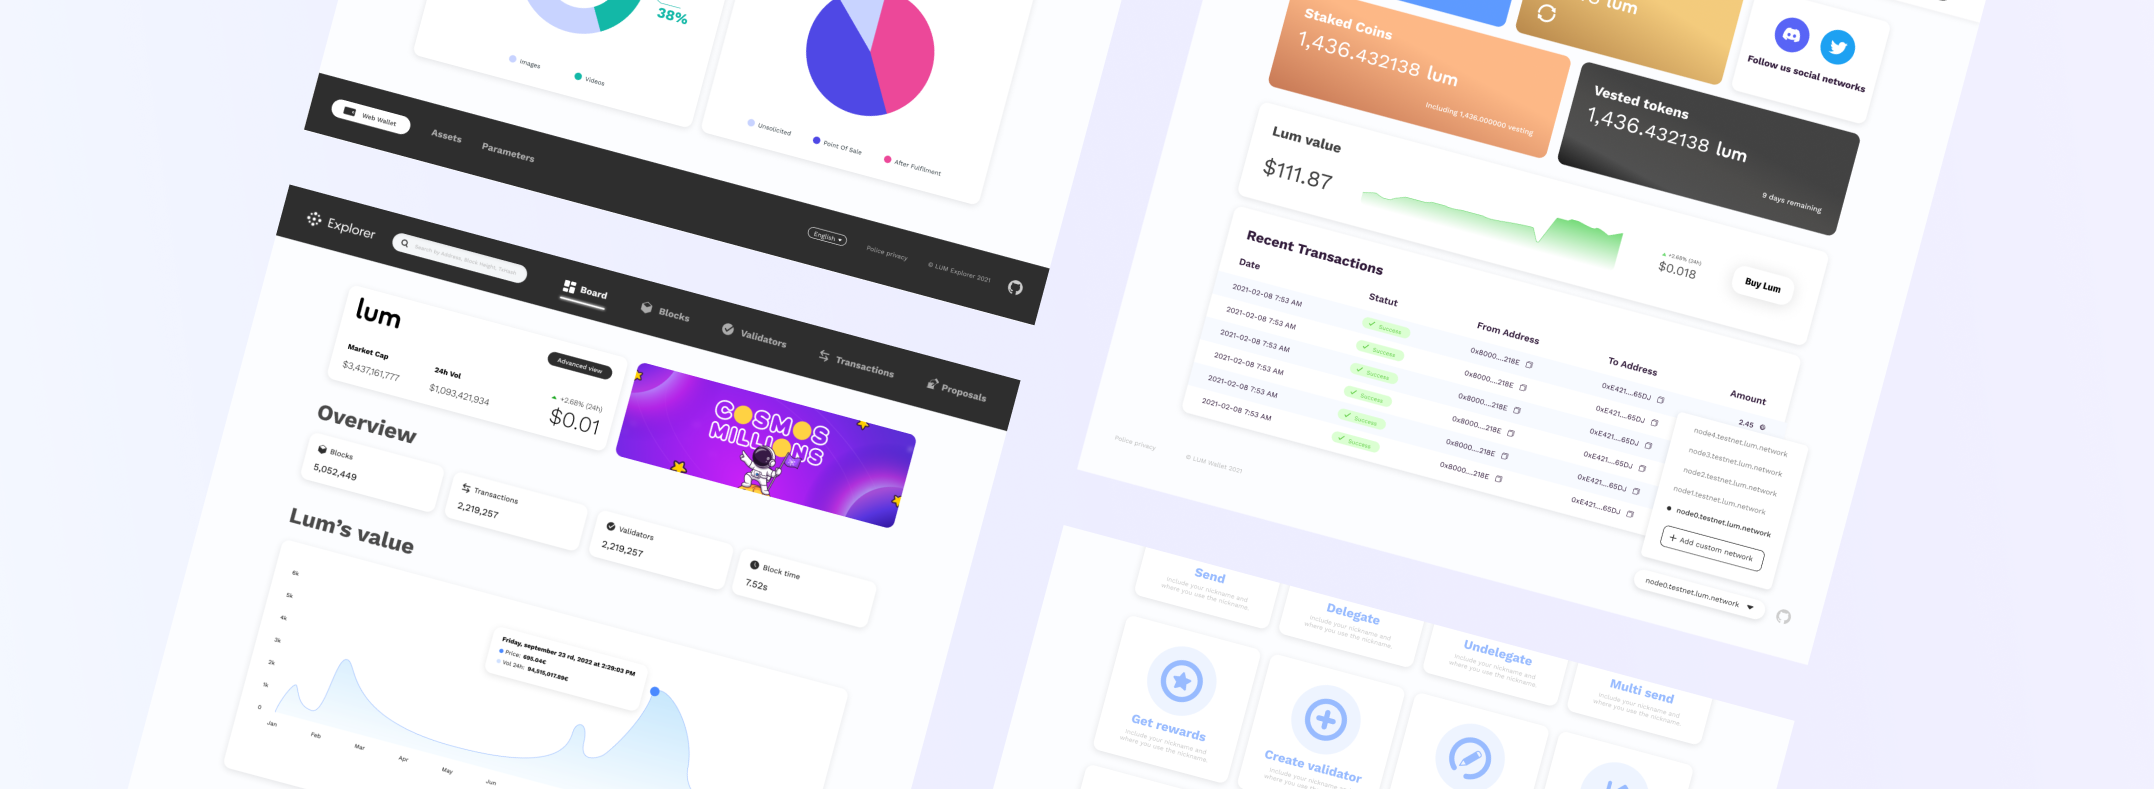 38%
Images
Videos
Unsolicited
Point Of Sale
After Fulfilment
Web Wallet
Assets
Parameters
English
Police privacy
© LUM Explorer 2021
Explorer
Search by Address, Block Height, TxHash
Board
Blocks
Validators
Transactions
Proposals
lum
Advanced view
Market Cap
$3,437,161,777
24h Vol
$1,093,421,934
+2.68% (24h)
$0.01
COSMOS
MILLIONS
Overview
Blocks
5,052,449
Transactions
2,219,257
Validators
2,219,257
Block time
7.52s
Lum's value
6k
5k
4k
3k
2k
1k
0
Jan
Feb
Mar
Apr
May
Jun
Friday, september 23 rd, 2022 at 2:29:03 PM
Price: 695.04€
Vol 24h: 94,515,017.89€
lum
Staked Coins
1,436.432138 lum
Including 1,436.000000 vesting
Vested tokens
1,436.432138 lum
9 days remaining
Follow us social networks
Lum value
$111.87
+2.68% (24h)
$0.018
Buy Lum
Recent Transactions
Date
Statut
From Address
To Address
Amount
2021-02-08 7:53 AM
Success
0x8000....218E
0xE421....65DJ
2.45
2021-02-08 7:53 AM
Success
0x8000....218E
0xE421....65DJ
2021-02-08 7:53 AM
Success
0x8000....218E
0xE421....65DJ
2021-02-08 7:53 AM
Success
0x8000....218E
0xE421....65DJ
2021-02-08 7:53 AM
Success
0x8000....218E
0xE421....65DJ
2021-02-08 7:53 AM
Success
0x8000....218E
0xE421....65DJ
node4.testnet.lum.network
node3.testnet.lum.network
node2.testnet.lum.network
node1.testnet.lum.network
node0.testnet.lum.network
Add custom network
node0.testnet.lum.network
Police privacy
© LUM Wallet 2021
Send
Include your nickname and
where you use the nickname.
Delegate
Include your nickname and
where you use the nickname.
Undelegate
Include your nickname and
where you use the nickname.
Multi send
Include your nickname and
where you use the nickname.
Get rewards
Include your nickname and
where you use the nickname.
Create validator
Include your nickname and
where you use the nickname.